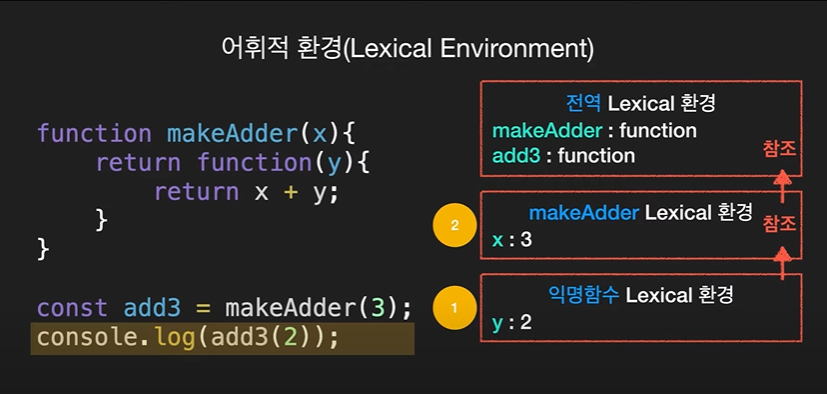 어휘적 환경(Lexical Environment)
function makeAdder(x){
    return function(y){
        return x + y;
    }
}
const add3 = makeAdder(3);
console.log(add3(2));
전역 Lexical 환경
makeAdder : function
add3 : function
참조
2
makeAdder Lexical 환경
x : 3
참조
1
익명함수 Lexical 환경
y : 2